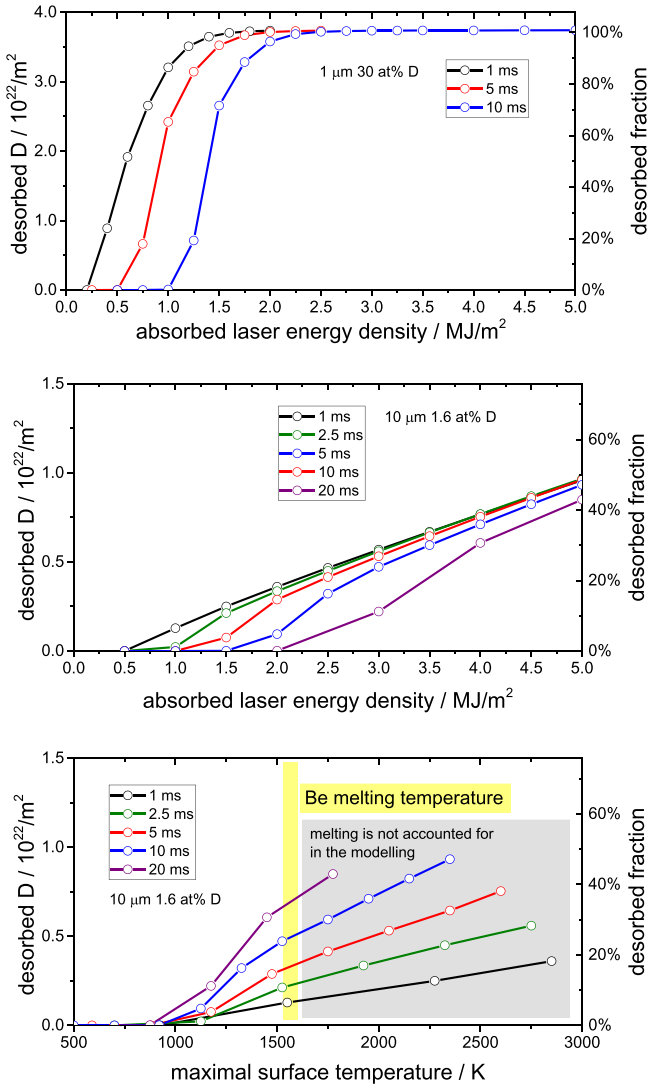 4.0
3.0
2.0
1.0
0.0
desorbed D / 10²²/m²
1 μm 30 at% D
1 ms
5 ms
10 ms
100%
80%
60%
40%
20%
0%
desorbed fraction
0.0 0.5 1.0 1.5 2.0 2.5 3.0 3.5 4.0 4.5 5.0
absorbed laser energy density / MJ/m²
1.5
1.0
0.5
0.0
desorbed D / 10²²/m²
1 ms
2.5 ms
5 ms
10 ms
20 ms
10 μm 1.6 at% D
60%
40%
20%
0%
desorbed fraction
0.0 0.5 1.0 1.5 2.0 2.5 3.0 3.5 4.0 4.5 5.0
absorbed laser energy density / MJ/m²
1.5
1.0
0.5
0.0
desorbed D / 10²²/m²
1 ms
2.5 ms
5 ms
10 ms
20 ms
10 μm 1.6 at% D
Be melting temperature
melting is not accounted for
in the modelling
60%
40%
20%
0%
desorbed fraction
500 1000 1500 2000 2500 3000
maximal surface temperature / K